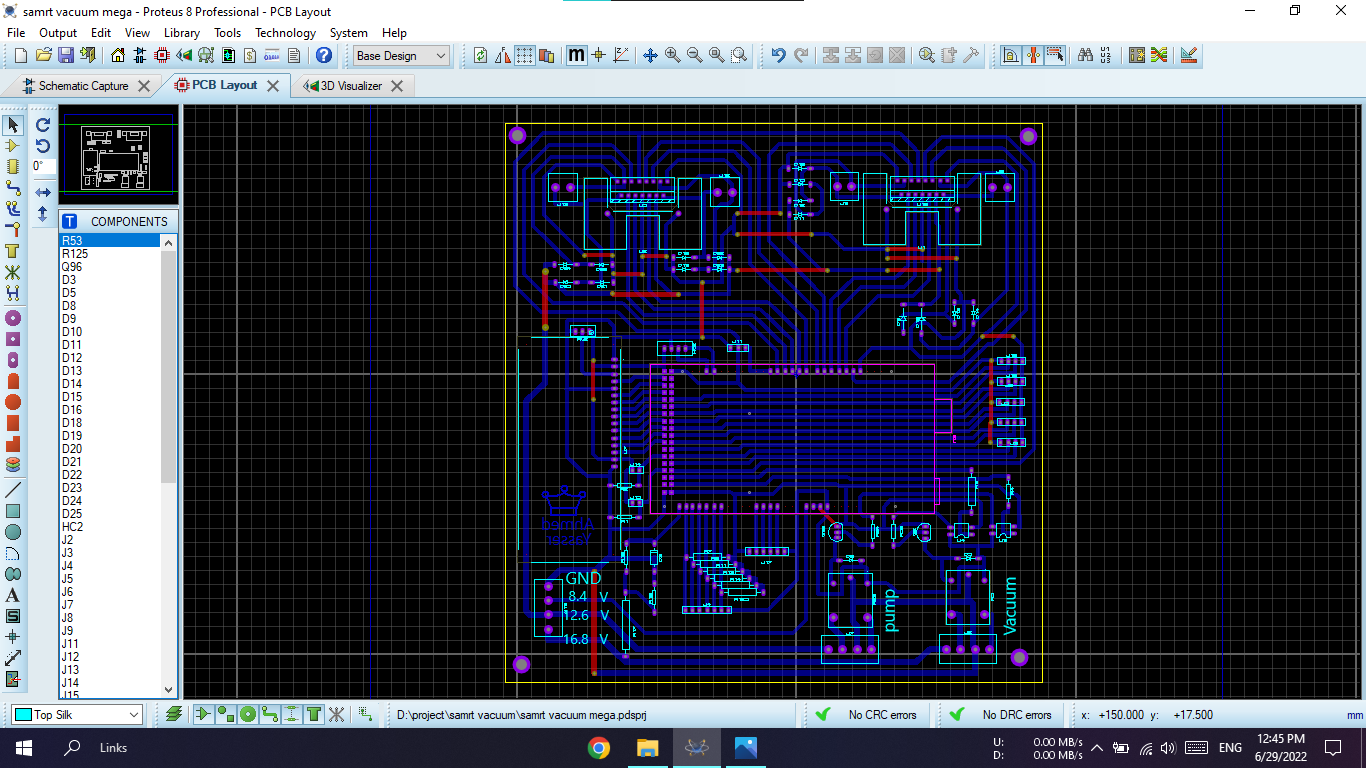 samrt vacuum mega - Proteus 8 Professional - PCB Layout
File Output Edit View Library Tools Technology System Help
Base Design
Schematic Capture
PCB Layout
3D Visualizer
0°
COMPONENTS
R53
R125
Q96
D3
D5
D8
D9
D10
D11
D12
D13
D14
D15
D16
D18
D19
D20
D21
D22
D23
D24
D25
HC2
J2
J3
J4
J5
J6
J7
J8
J9
J11
J12
J13
J14
J15
Ahmed
Yasser
GND
8.4 V
12.6 V
16.8 V
pump
Vacuum
Top Silk
D:\project\samrt vacuum\samrt vacuum mega.pdsprj
No CRC errors
No DRC errors
x: +150.000 y: +17.500 mm
Links
U: 0.00 MB/s
D: 0.00 MB/s
ENG
12:45 PM
6/29/2022